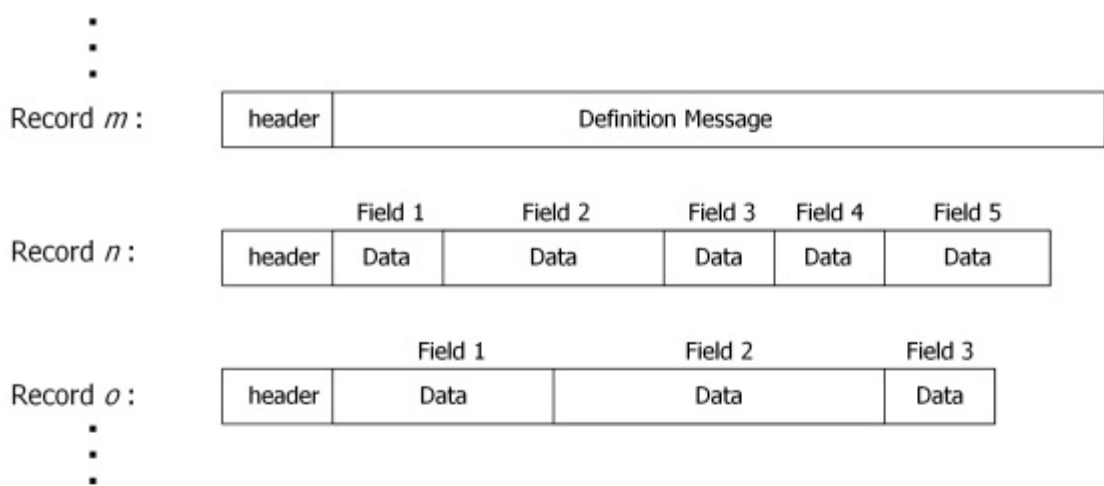 Record m :
header Definition Message
Field 1 Field 2 Field 3 Field 4 Field 5
Record n :
header Data Data Data Data Data
Field 1 Field 2 Field 3
Record o :
header Data Data Data